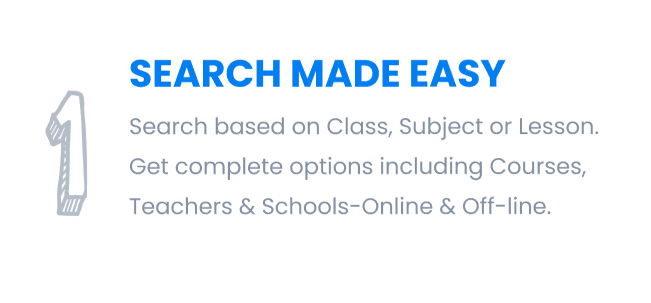 1
SEARCH MADE EASY
Search based on Class, Subject or Lesson.
Get complete options including Courses,
Teachers & Schools-Online & Off-line.